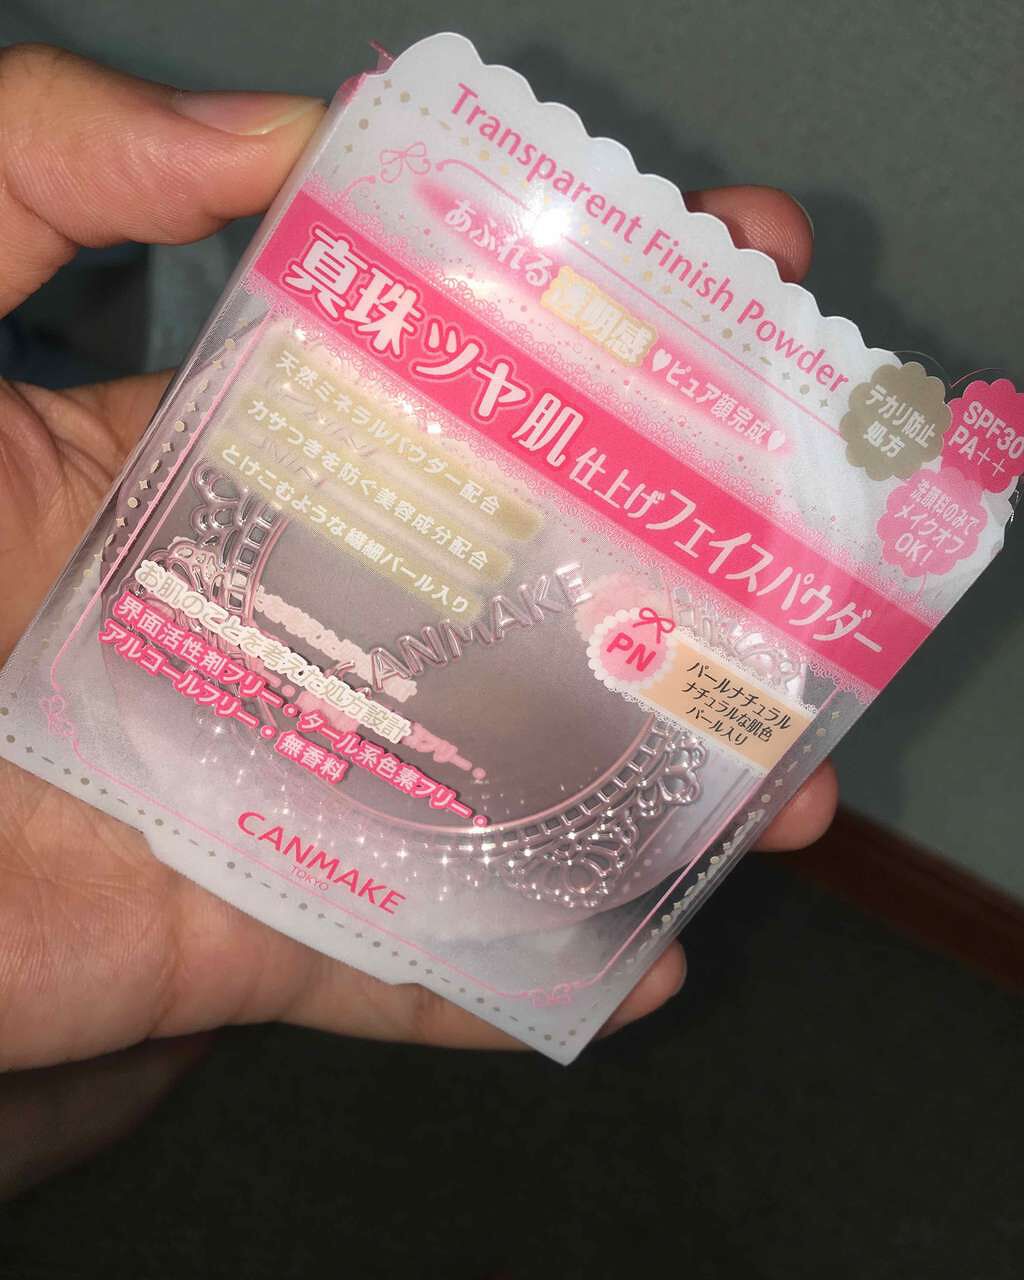 Transparent Finish Powder
あふれる透明感♥ピュア顔完成♥
真珠ツヤ肌仕上げフェイスパウダー
テカリ防止
処方
SPF30
PA++
洗顔料のみで
メイクオフ
OK!
天然ミネラルパウダー配合
カサつきを防ぐ美容成分配合
とけこむような繊細パール入り
CANMAKE
PN
パールナチュラル
ナチュラルな肌色
パール入り
お肌のことを考えた処方設計
界面活性剤フリー・タール系色素フリー・
アルコールフリー・無香料
CANMAKE
TOKYO